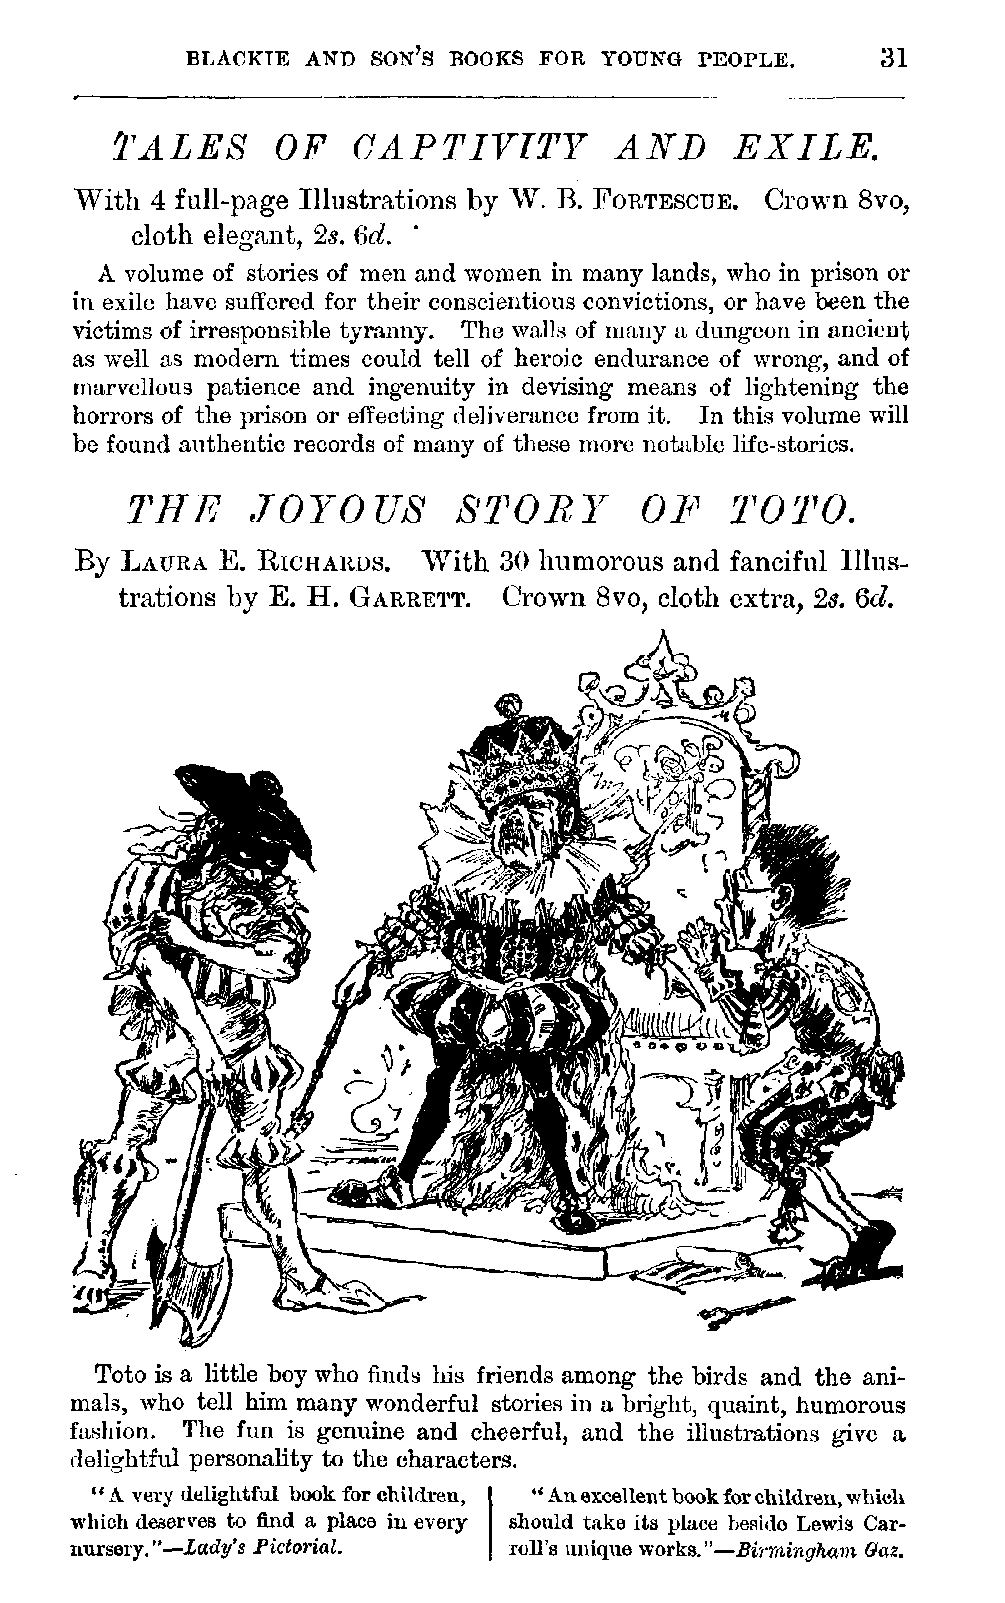 BLACKIE AND SON'S BOOKS FOR YOUNG PEOPLE. 31
TALES OF CAPTIVITY AND EXILE.
With 4 full-page Illustrations by W. B. FORTESCUE. Crown 8vo,
cloth elegant, 2s. 6d.
A volume of stories of men and women in many lands, who in prison or
in exile have suffered for their conscientious convictions, or have been the
victims of irresponsible tyranny. The walls of many a dungeon in ancient
as well as modern times could tell of heroic endurance of wrong, and of
marvellous patience and ingenuity in devising means of lightening the
horrors of the prison or effecting deliverance from it. In this volume will
be found authentic records of many of these more notable life-stories.
THE JOYOUS STORY OF TOTO.
By LAURA E. RICHARDS. With 30 humorous and fanciful Illus-
trations by E. H. GARRETT. Crown 8vo, cloth extra, 2s. 6d.
Toto is a little boy who finds his friends among the birds and the ani-
mals, who tell him many wonderful stories in a bright, quaint, humorous
fashion. The fun is genuine and cheerful, and the illustrations give a
delightful personality to the characters.
"A very delightful book for children,
which deserves to find a place in every
nursery."—Lady's Pictorial.
"An excellent book for children, which
should take its place beside Lewis Car-
roll's unique works."—Birmingham Gaz.